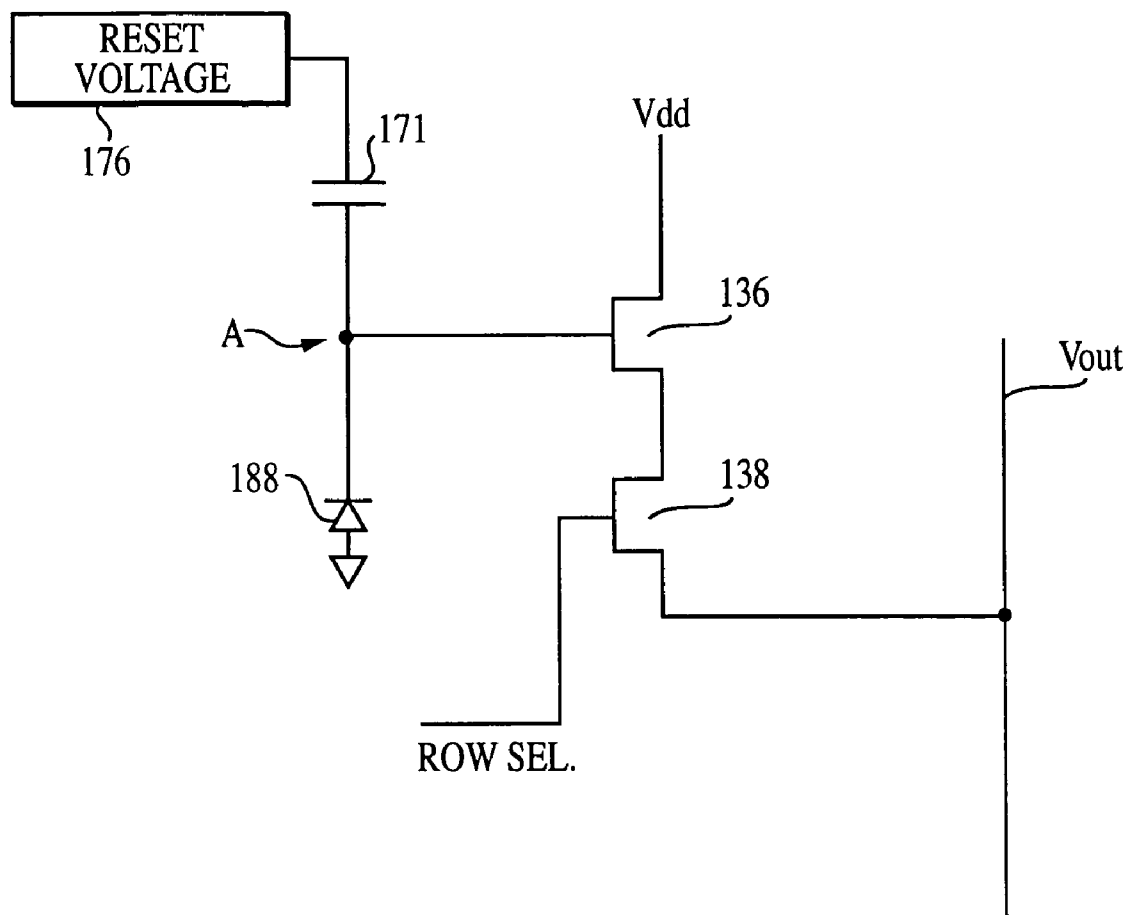 RESET
VOLTAGE
176
171
Vdd
136
A
Vout
188
138
ROW SEL.